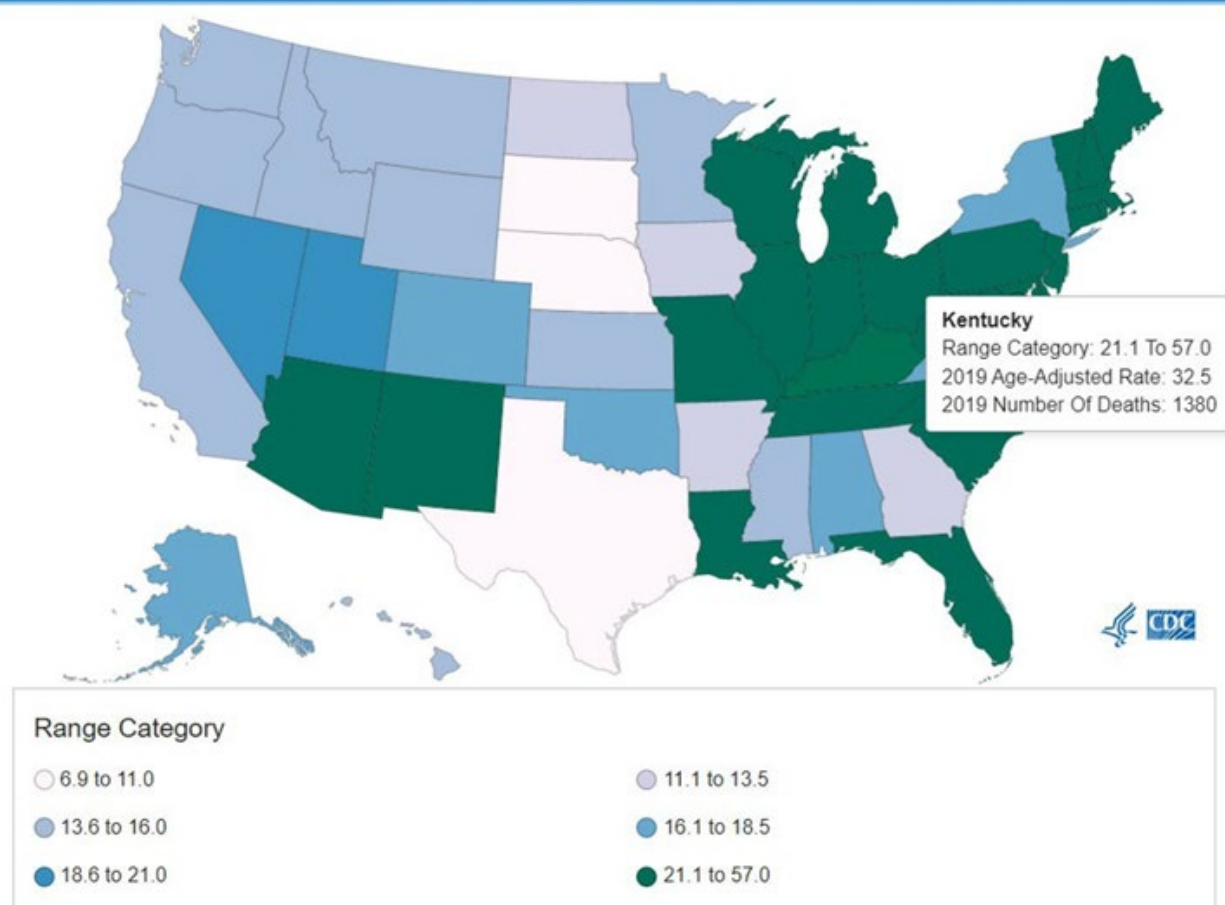 Kentucky
Range Category: 21.1 To 57.0
2019 Age-Adjusted Rate: 32.5
2019 Number Of Deaths: 1380
CDC
Range Category
6.9 to 11.0
11.1 to 13.5
13.6 to 16.0
16.1 to 18.5
18.6 to 21.0
21.1 to 57.0